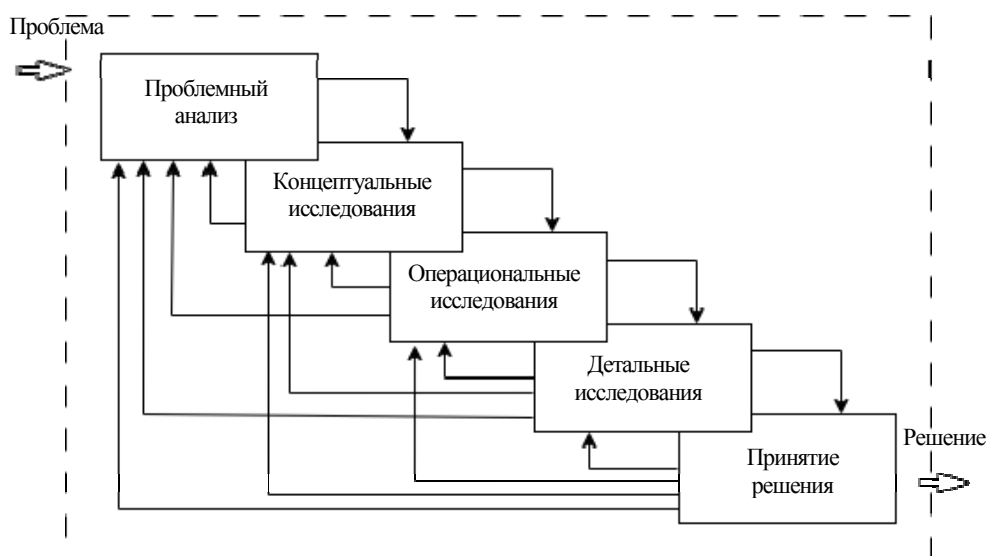 Проблема
Проблемный
анализ
Концептуальные
исследования
Операциональные
исследования
Детальные
исследования
Принятие
решения
Решение